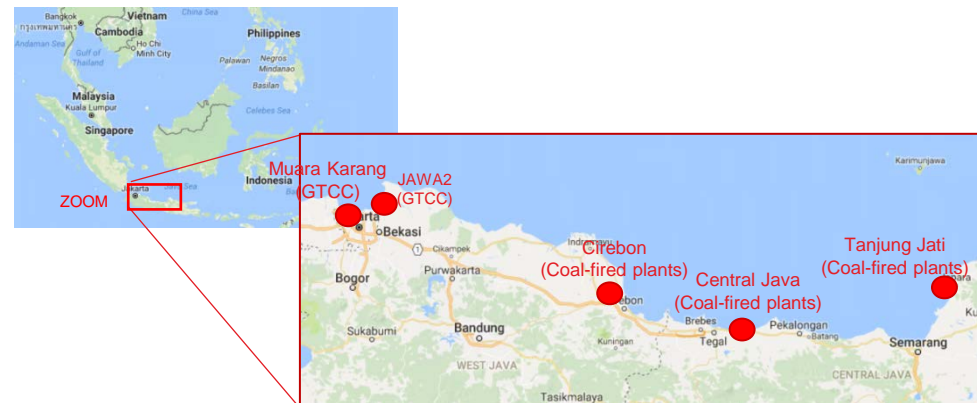 Bangkok
Vietnam
China Sea
กรุงเทพมหานคร
Cambodia
Philippines
Andaman Sea
Ho Chi
Minh City
Gulf of
Thailand
Palawan
Negros
Mindanao
Basilan
Malaysia
Kuala Lumpur
Celebes Sea
Singapore
Indonesia
Jakarta
Java Sea
ZOOM
Muara Karang
(GTCC)
JAWA2
(GTCC)
Karimunjawa
Bekasi
Cikampek
Cirebon
(Coal-fired plants)
Tanjung Jati
(Coal-fired plants)
Bogor
Purwakarta
Central Java
(Coal-fired plants)
Sukabumi
Bandung
Kuningan
Brebes
Tegal
Pekalongan
Batang
Semarang
WEST JAVA
CENTRAL JAVA
Tasikmalaya